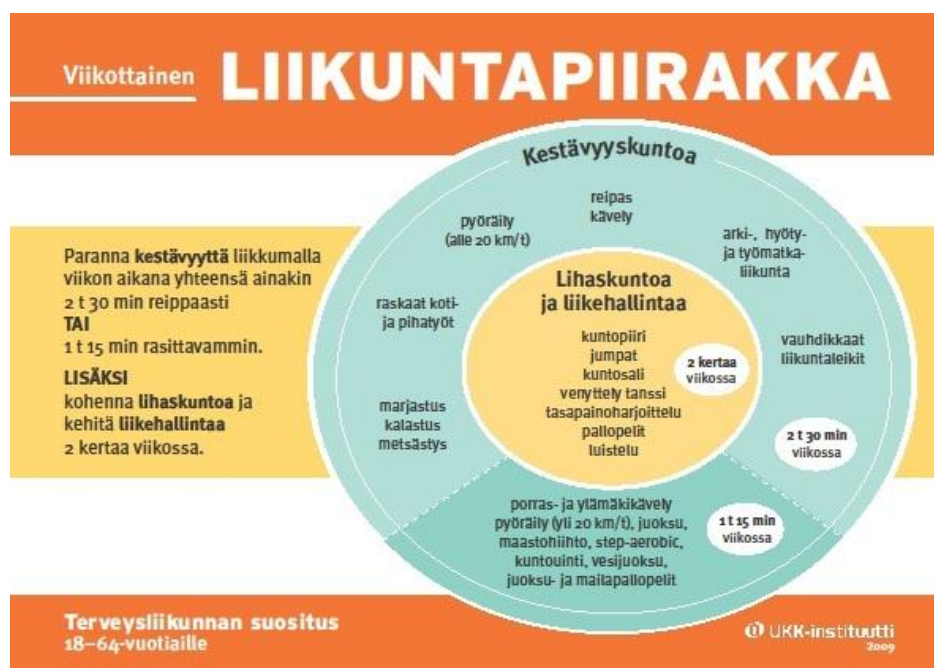 Viikottainen LIIKUNTAPIIRAKKA
Paranna kestävyyttä liikkumalla
viikon aikana yhteensä ainakin
2 t 30 min reippaasti
TAI
1 t 15 min rasittavammin.
LISÄKSI
kohenna lihaskuntoa ja
kehitä liikehallintaa
2 kertaa viikossa.
Kestävyyskuntoa
reipas
kävely
pyöräily
(alle 20 km/t)
arki-, hyöty-
ja työmatka-
liikunta
raskaat koti-
ja pihatyöt
vauhdikkaat
liikuntaleikit
marjastus
kalastus
metsästys
2 t 30 min
viikossa
Lihaskuntoa
ja liikehallintaa
kuntopiiri
jumpat
kuntosali
venyttely tanssi
tasapainoharjoittelu
pallopelit
luistelu
2 kertaa
viikossa
porras- ja ylämäkikävely
pyöräily (yli 20 km/t), juoksu,
maastohiihto, step-aerobic,
kuntouinti, vesijuoksu,
juoksu- ja mailapallopelit
1 t 15 min
viikossa
Terveysliikunnan suositus
18–64-vuotiaille
UKK-instituutti
2009